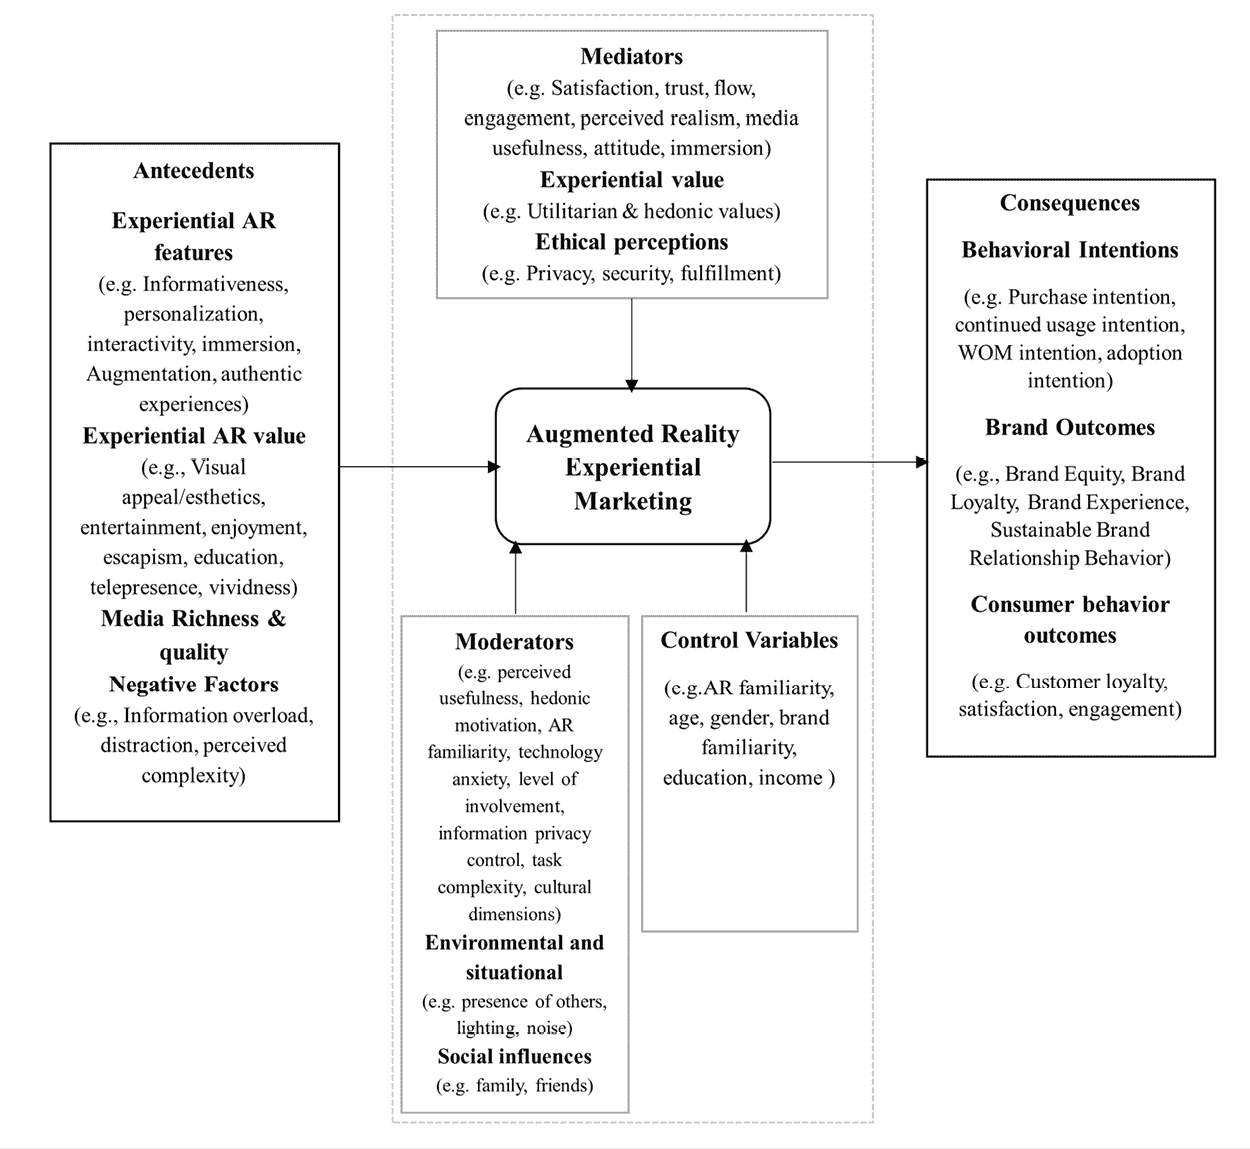 Antecedents
Experiential AR
features
(e.g. Informativeness,
personalization,
interactivity, immersion,
Augmentation, authentic
experiences)
Experiential AR value
(e.g., Visual
appeal/esthetics,
entertainment, enjoyment,
escapism, education,
telepresence, vividness)
Media Richness &
quality
Negative Factors
(e.g., Information overload,
distraction, perceived
complexity)
Mediators
(e.g. Satisfaction, trust, flow,
engagement, perceived realism, media
usefulness, attitude, immersion)
Experiential value
(e.g. Utilitarian & hedonic values)
Ethical perceptions
(e.g. Privacy, security, fulfillment)
Augmented Reality
Experiential
Marketing
Moderators
(e.g. perceived
usefulness, hedonic
motivation, AR
familiarity, technology
anxiety, level of
involvement,
information privacy
control, task
complexity, cultural
dimensions)
Environmental and
situational
(e.g. presence of others,
lighting, noise)
Social influences
(e.g. family, friends)
Control Variables
(e.g.AR familiarity,
age, gender, brand
familiarity,
education, income )
Consequences
Behavioral Intentions
(e.g. Purchase intention,
continued usage intention,
WOM intention, adoption
intention)
Brand Outcomes
(e.g., Brand Equity, Brand
Loyalty, Brand Experience,
Sustainable Brand
Relationship Behavior)
Consumer behavior
outcomes
(e.g. Customer loyalty,
satisfaction, engagement)